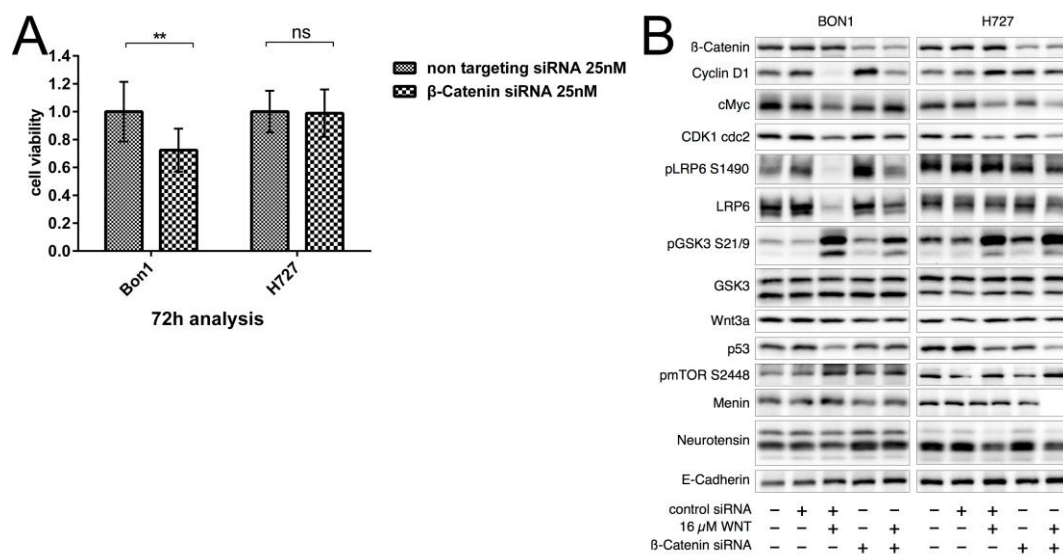 A
**
ns
1.4
1.2
1.0
0.8
0.6
0.4
0.2
0.0
cell viability
Bon1
H727
72h analysis
non targeting siRNA 25nM
β-Catenin siRNA 25nM
B
BON1 H727
ß-Catenin
Cyclin D1
cMyc
CDK1 cdc2
pLRP6 S1490
LRP6
pGSK3 S21/9
GSK3
Wnt3a
p53
pmTOR S2448
Menin
Neurotensin
E-Cadherin
control siRNA − + + − − − + + − −
16 µM WNT − − + − + − − + − +
ß-Catenin siRNA − − − + + − − − + +